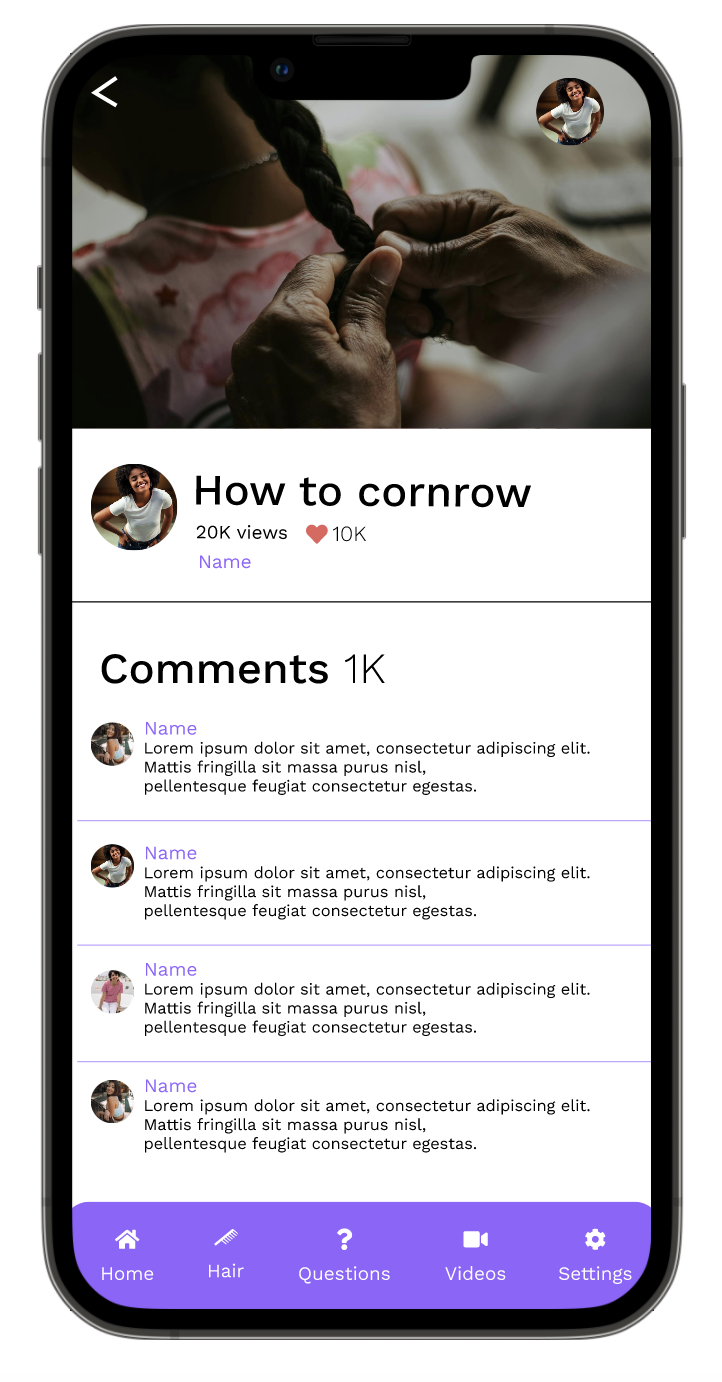 How to cornrow
20K views 10K
Name
Comments 1K
Name
Lorem ipsum dolor sit amet, consectetur adipiscing elit.
Mattis fringilla sit massa purus nisl,
pellentesque feugiat consectetur egestas.
Name
Lorem ipsum dolor sit amet, consectetur adipiscing elit.
Mattis fringilla sit massa purus nisl,
pellentesque feugiat consectetur egestas.
Name
Lorem ipsum dolor sit amet, consectetur adipiscing elit.
Mattis fringilla sit massa purus nisl,
pellentesque feugiat consectetur egestas.
Name
Lorem ipsum dolor sit amet, consectetur adipiscing elit.
Mattis fringilla sit massa purus nisl,
pellentesque feugiat consectetur egestas.
Home Hair Questions Videos Settings